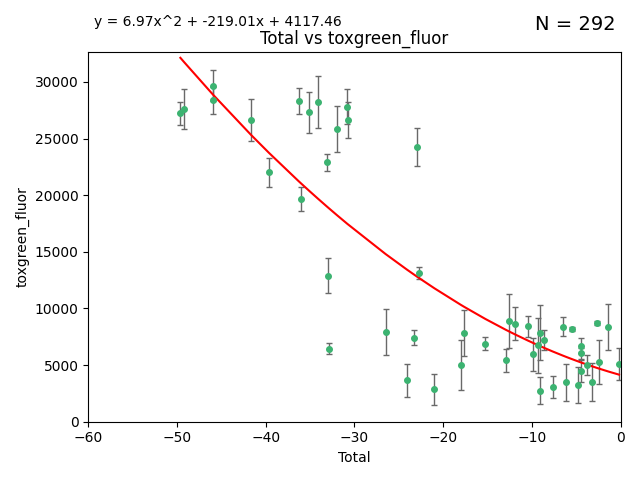 y = 6.97x^2 + -219.01x + 4117.46
N = 292
Total vs toxgreen_fluor
30000
25000
20000
15000
10000
5000
0
toxgreen_fluor
−60
−50
−40
−30
−20
−10
0
Total